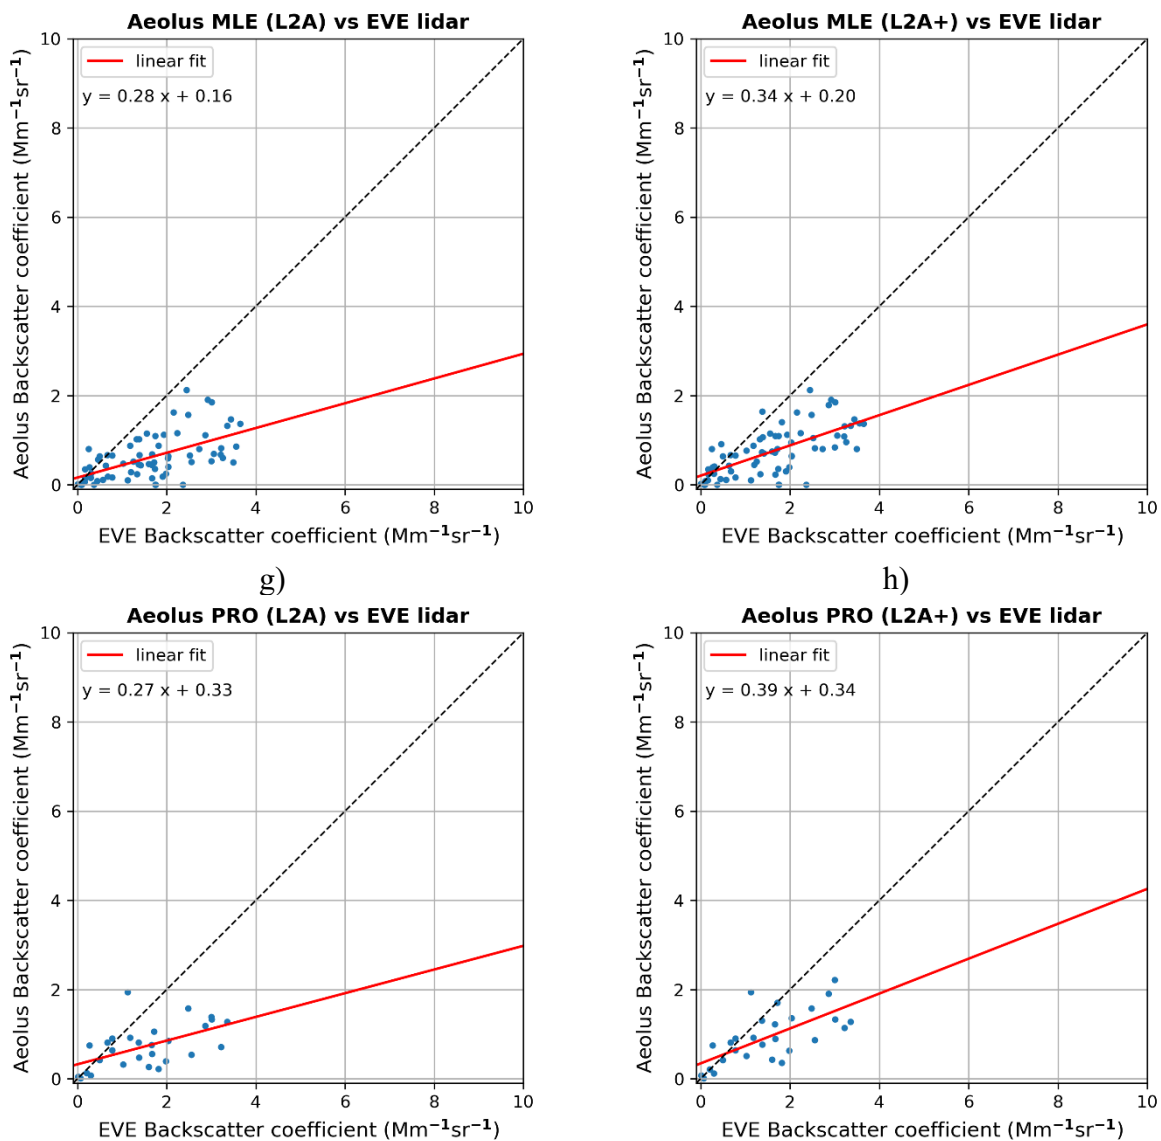 Aeolus MLE (L2A) vs EVE lidar
linear fit
y = 0.28 x + 0.16
Aeolus Backscatter coefficient (Mm⁻¹sr⁻¹)
10
8
6
4
2
0
0 2 4 6 8 10
EVE Backscatter coefficient (Mm⁻¹sr⁻¹)
Aeolus MLE (L2A+) vs EVE lidar
linear fit
y = 0.34 x + 0.20
Aeolus Backscatter coefficient (Mm⁻¹sr⁻¹)
10
8
6
4
2
0
0 2 4 6 8 10
EVE Backscatter coefficient (Mm⁻¹sr⁻¹)
g)
h)
Aeolus PRO (L2A) vs EVE lidar
linear fit
y = 0.27 x + 0.33
Aeolus Backscatter coefficient (Mm⁻¹sr⁻¹)
10
8
6
4
2
0
0 2 4 6 8 10
EVE Backscatter coefficient (Mm⁻¹sr⁻¹)
Aeolus PRO (L2A+) vs EVE lidar
linear fit
y = 0.39 x + 0.34
Aeolus Backscatter coefficient (Mm⁻¹sr⁻¹)
10
8
6
4
2
0
0 2 4 6 8 10
EVE Backscatter coefficient (Mm⁻¹sr⁻¹)